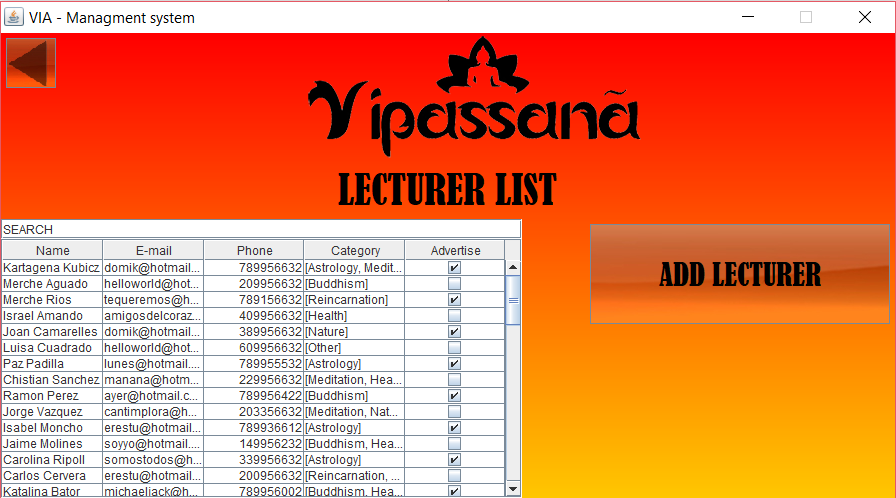 VIA - Managment system
Vipassanã
LECTURER LIST
SEARCH
Name E-mail Phone Category Advertise
Kartagena Kubicz domik@hotmail... 789956632 [Astrology, Medit...
Merche Aguado helloworld@hot... 209956632 [Buddhism]
Merche Rios tequeremos@h... 789156632 [Reincarnation]
Israel Amando amigosdelcoraz... 409956632 [Health]
Joan Camarelles domik@hotmail... 389956632 [Nature]
Luisa Cuadrado helloworld@hot... 609956632 [Other]
Paz Padilla lunes@hotmail.... 789955532 [Astrology]
Chistian Sanchez manana@hotm... 229956632 [Meditation, Hea...
Ramon Perez ayer@hotmail.c... 789956422 [Buddhism]
Jorge Vazquez cantimplora@h... 203356632 [Meditation, Nat...
Isabel Moncho erestu@hotmail... 789936612 [Astrology]
Jaime Molines soyyo@hotmail.... 149956232 [Buddhism, Hea...
Carolina Ripoll somostodos@h... 339956632 [Astrology]
Carlos Cervera erestu@hotmail... 200956632 [Reincarnation, ...
Katalina Bator michaeljack@h... 789956002 [Buddhism, Hea...
ADD LECTURER